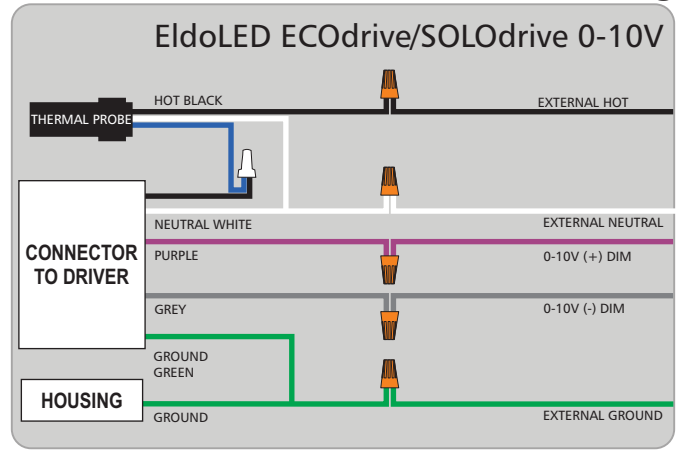 EldoLED ECOdrive/SOLOdrive 0-10V
HOT BLACK
EXTERNAL HOT
THERMAL PROBE
NEUTRAL WHITE
EXTERNAL NEUTRAL
CONNECTOR
TO DRIVER
PURPLE
0-10V (+) DIM
GREY
0-10V (-) DIM
GROUND
GREEN
HOUSING
GROUND
EXTERNAL GROUND